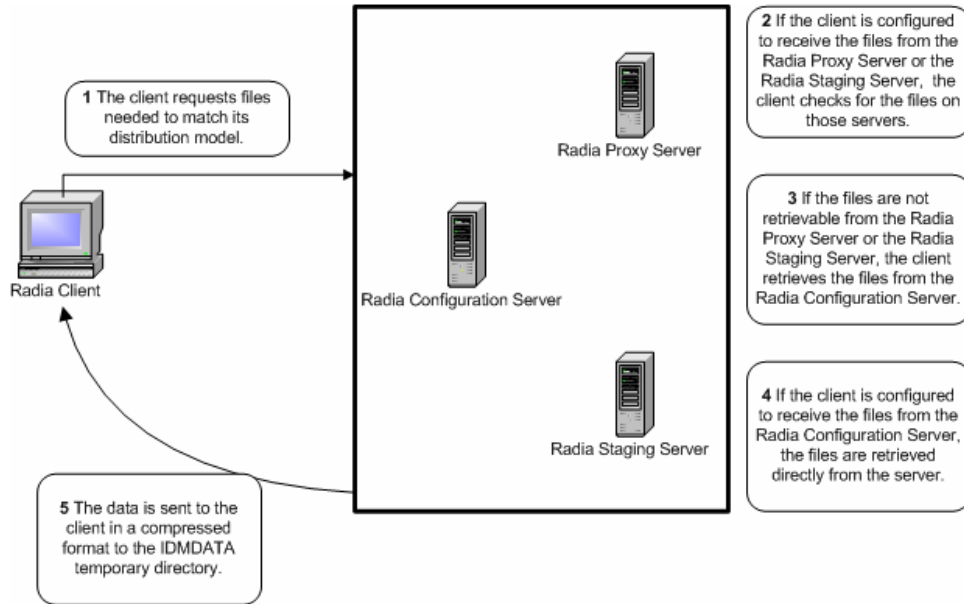 1 The client requests files
needed to match its
distribution model.
Radia Client
Radia Proxy Server
Radia Configuration Server
Radia Staging Server
2 If the client is configured
to receive the files from the
Radia Proxy Server or the
Radia Staging Server, the
client checks for the files on
those servers.
3 If the files are not
retrievable from the Radia
Proxy Server or the Radia
Staging Server, the client
retrieves the files from the
Radia Configuration Server.
4 If the client is configured
to receive the files from the
Radia Configuration Server,
the files are retrieved
directly from the server.
5 The data is sent to the
client in a compressed
format to the IDMDATA
temporary directory.